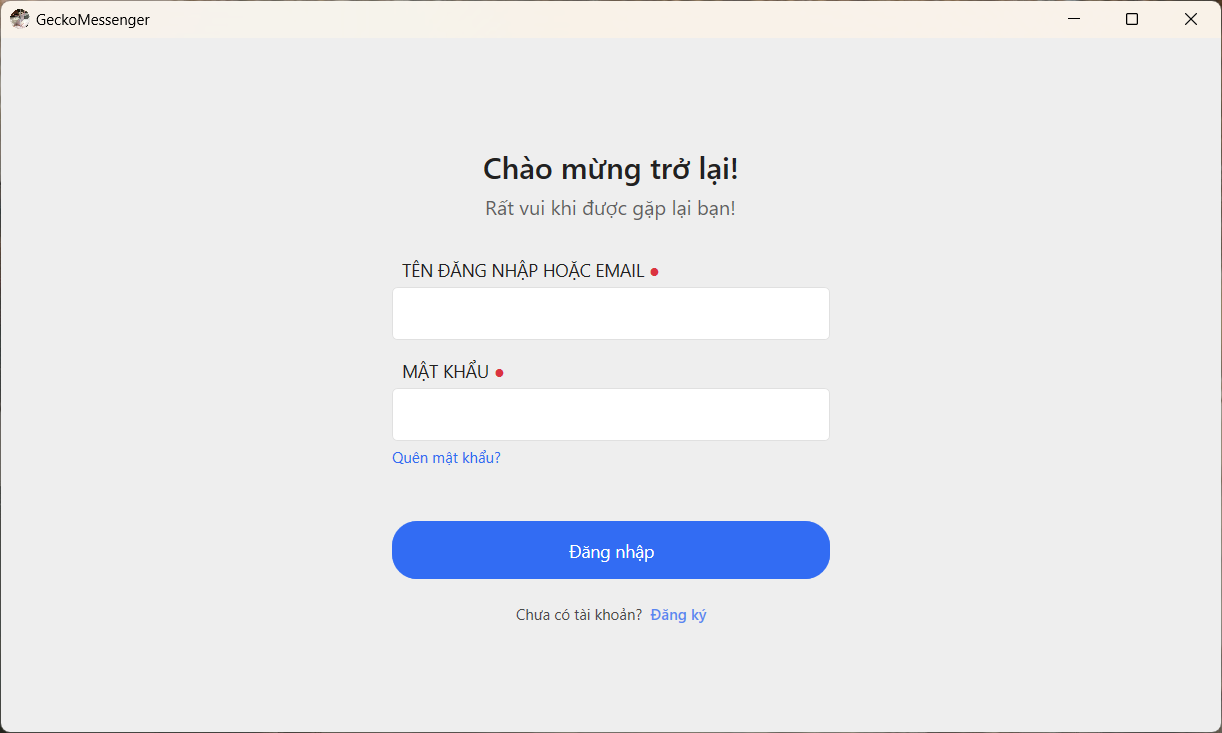 GeckoMessenger
Chào mừng trở lại!
Rất vui khi được gặp lại bạn!
TÊN ĐĂNG NHẬP HOẶC EMAIL
MẬT KHẨU
Quên mật khẩu?
Đăng nhập
Chưa có tài khoản? Đăng ký